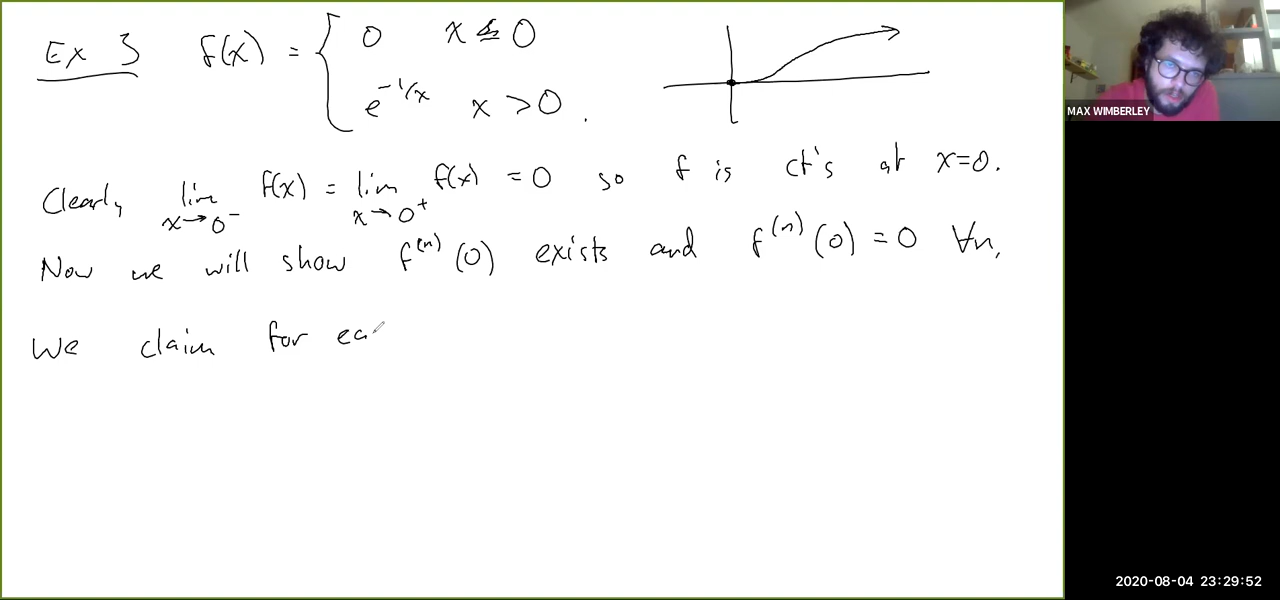 Ex 3 f(x) = { 0 x ≤ 0
e^{-1/x} x > 0 .
MAX WIMBERLEY
Clearly lim_{x→0^-} f(x) = lim_{x→0^+} f(x) = 0 so f is ct's at x=0.
Now we will show f^{(n)}(0) exists and f^{(n)}(0) = 0 ∀n,
We claim for eac
2020-08-04 23:29:52